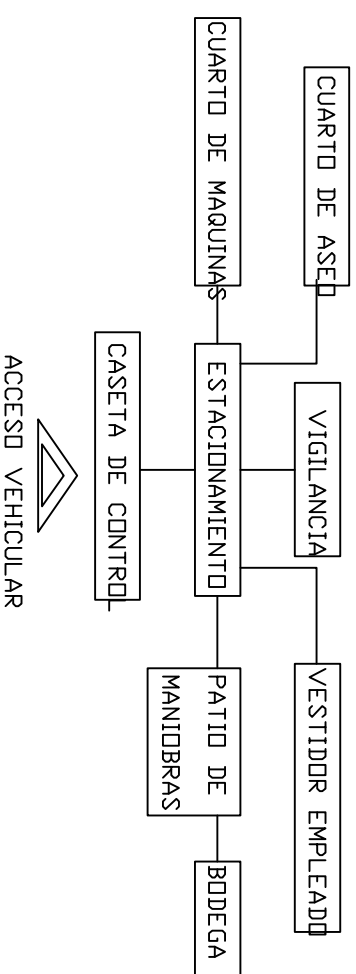 CUARTO DE ASEO
VIGILANCIA
VESTIDOR EMPLEADO
CUARTO DE MAQUINAS
ESTACIONAMIENTO
PATIO DE
MANIOBRAS
BODEGA
CASETA DE CONTROL
ACCESO VEHICULAR